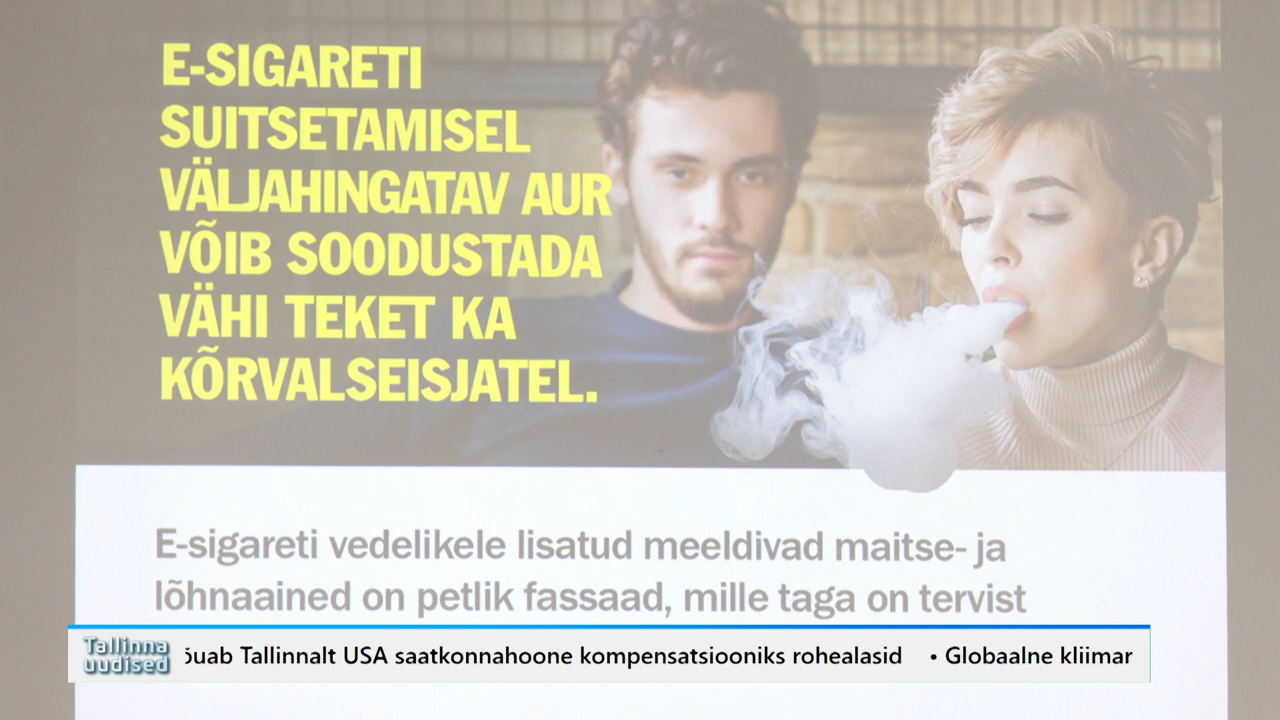 E-SIGARETI
SUITSETAMISEL
VÄLJAHINGATAV AUR
VÕIB SOODUSTADA
VÄHI TEKET KA
KÕRVALSEISJATEL.
E-sigareti vedelikele lisatud meeldivad maitse- ja
lõhnaained on petlik fassaad, mille taga on tervist
Tallinna
uudised
õuab Tallinnalt USA saatkonnahoone kompensatsiooniks rohealasid • Globaalne kliimar